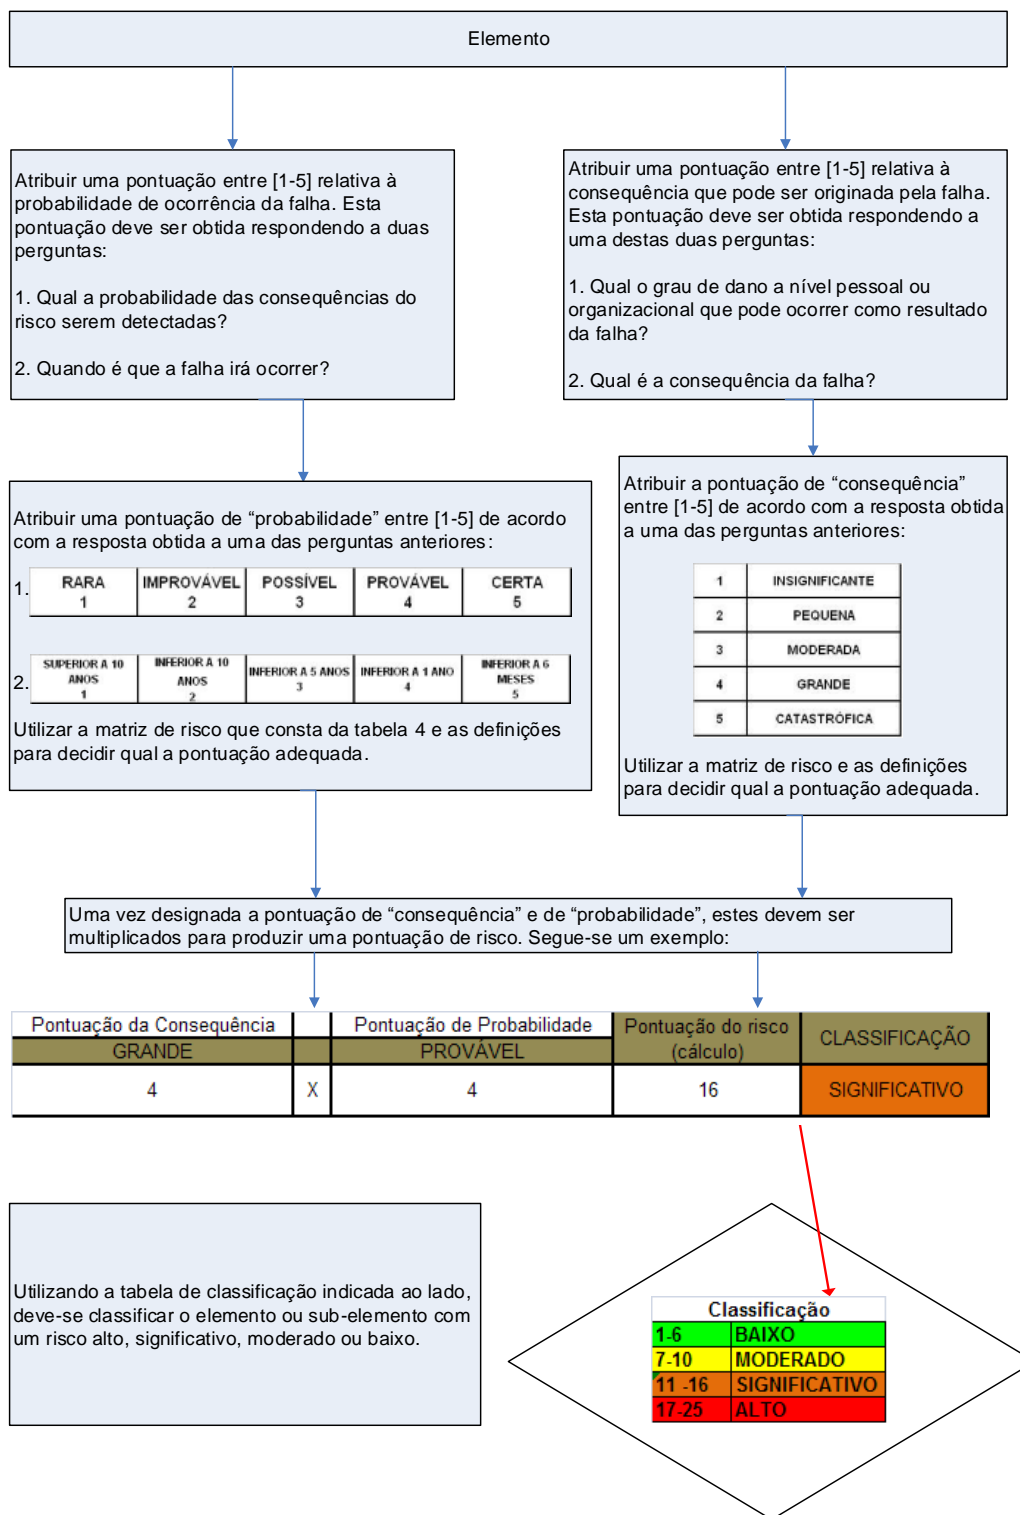 Elemento
Atribuir uma pontuação entre [1-5] relativa à
probabilidade de ocorrência da falha. Esta
pontuação deve ser obtida respondendo a duas
perguntas:
1. Qual a probabilidade das consequências do
risco serem detectadas?
2. Quando é que a falha irá ocorrer?
Atribuir uma pontuação entre [1-5] relativa à
consequência que pode ser originada pela falha.
Esta pontuação deve ser obtida respondendo a
uma destas duas perguntas:
1. Qual o grau de dano a nível pessoal ou
organizacional que pode ocorrer como resultado
da falha?
2. Qual é a consequência da falha?
Atribuir uma pontuação de “probabilidade” entre [1-5] de acordo
com a resposta obtida a uma das perguntas anteriores:
1. RARA IMPROVÁVEL POSSÍVEL PROVÁVEL CERTA
1 2 3 4 5
2. SUPERIOR A 10 ANOS INFERIOR A 10 ANOS INFERIOR A 5 ANOS INFERIOR A 1 ANO INFERIOR A 6 MESES
1 2 3 4 5
Utilizar a matriz de risco que consta da tabela 4 e as definições
para decidir qual a pontuação adequada.
Atribuir a pontuação de “consequência”
entre [1-5] de acordo com a resposta obtida
a uma das perguntas anteriores:
1 INSIGNIFICANTE
2 PEQUENA
3 MODERADA
4 GRANDE
5 CATASTRÓFICA
Utilizar a matriz de risco e as definições
para decidir qual a pontuação adequada.
Uma vez designada a pontuação de “consequência” e de “probabilidade”, estes devem ser
multiplicados para produzir uma pontuação de risco. Segue-se um exemplo:
Pontuação da Consequência Pontuação de Probabilidade Pontuação do risco (cálculo) CLASSIFICAÇÃO
GRANDE PROVÁVEL
4 X 4 16 SIGNIFICATIVO
Utilizando a tabela de classificação indicada ao lado,
deve-se classificar o elemento ou sub-elemento com
um risco alto, significativo, moderado ou baixo.
Classificação
1-6 BAIXO
7-10 MODERADO
11 -16 SIGNIFICATIVO
17-25 ALTO